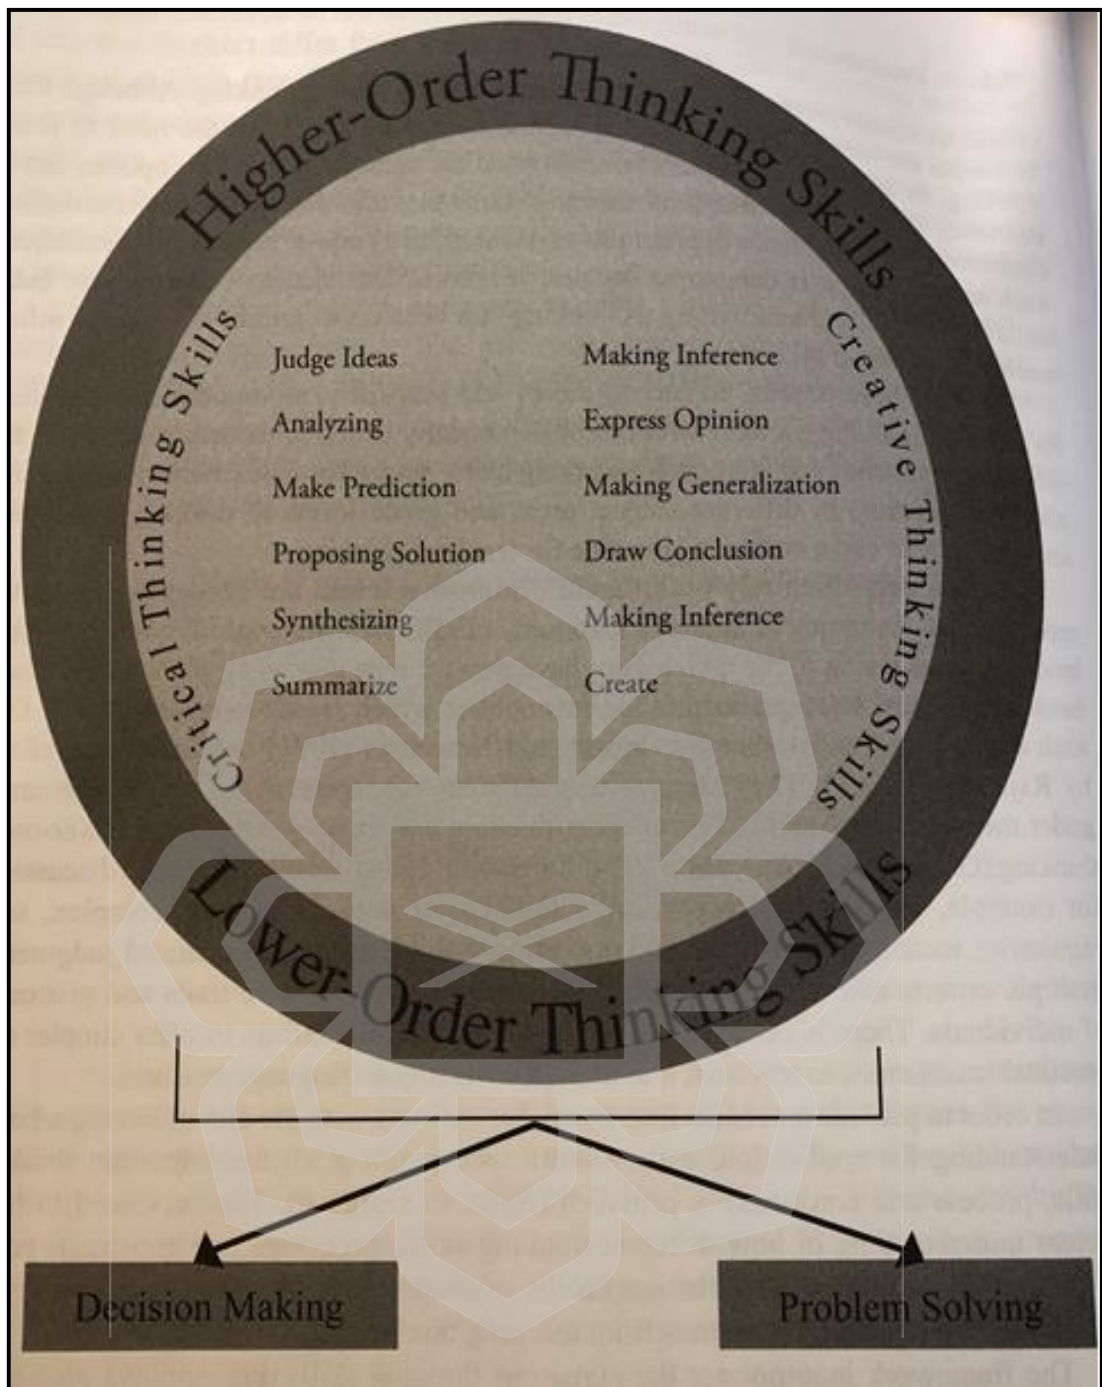 Higher-Order Thinking Skills
Critical Thinking Skills
Creative Thinking Skills
Judge Ideas
Making Inference
Analyzing
Express Opinion
Make Prediction
Making Generalization
Proposing Solution
Draw Conclusion
Synthesizing
Making Inference
Summarize
Create
Lower-Order Thinking Skills
Decision Making
Problem Solving